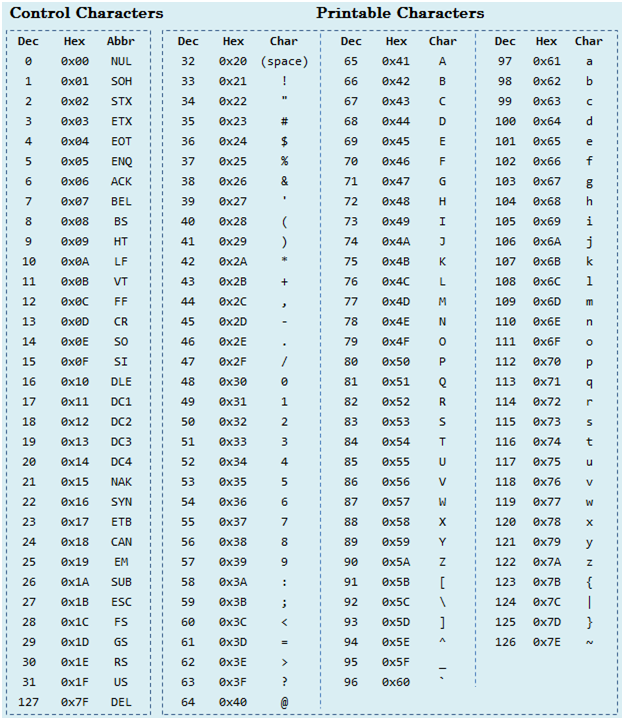 Control Characters Printable Characters
Dec Hex Abbr Dec Hex Char Dec Hex Char Dec Hex Char
0 0x00 NUL 32 0x20 (space) 65 0x41 A 97 0x61 a
1 0x01 SOH 33 0x21 ! 66 0x42 B 98 0x62 b
2 0x02 STX 34 0x22 " 67 0x43 C 99 0x63 c
3 0x03 ETX 35 0x23 # 68 0x44 D 100 0x64 d
4 0x04 EOT 36 0x24 $ 69 0x45 E 101 0x65 e
5 0x05 ENQ 37 0x25 % 70 0x46 F 102 0x66 f
6 0x06 ACK 38 0x26 & 71 0x47 G 103 0x67 g
7 0x07 BEL 39 0x27 ' 72 0x48 H 104 0x68 h
8 0x08 BS 40 0x28 ( 73 0x49 I 105 0x69 i
9 0x09 HT 41 0x29 ) 74 0x4A J 106 0x6A j
10 0x0A LF 42 0x2A * 75 0x4B K 107 0x6B k
11 0x0B VT 43 0x2B + 76 0x4C L 108 0x6C l
12 0x0C FF 44 0x2C , 77 0x4D M 109 0x6D m
13 0x0D CR 45 0x2D - 78 0x4E N 110 0x6E n
14 0x0E SO 46 0x2E . 79 0x4F O 111 0x6F o
15 0x0F SI 47 0x2F / 80 0x50 P 112 0x70 p
16 0x10 DLE 48 0x30 0 81 0x51 Q 113 0x71 q
17 0x11 DC1 49 0x31 1 82 0x52 R 114 0x72 r
18 0x12 DC2 50 0x32 2 83 0x53 S 115 0x73 s
19 0x13 DC3 51 0x33 3 84 0x54 T 116 0x74 t
20 0x14 DC4 52 0x34 4 85 0x55 U 117 0x75 u
21 0x15 NAK 53 0x35 5 86 0x56 V 118 0x76 v
22 0x16 SYN 54 0x36 6 87 0x57 W 119 0x77 w
23 0x17 ETB 55 0x37 7 88 0x58 X 120 0x78 x
24 0x18 CAN 56 0x38 8 89 0x59 Y 121 0x79 y
25 0x19 EM 57 0x39 9 90 0x5A Z 122 0x7A z
26 0x1A SUB 58 0x3A : 91 0x5B [ 123 0x7B {
27 0x1B ESC 59 0x3B ; 92 0x5C \ 124 0x7C |
28 0x1C FS 60 0x3C < 93 0x5D ] 125 0x7D }
29 0x1D GS 61 0x3D = 94 0x5E ^ 126 0x7E ~
30 0x1E RS 62 0x3E > 95 0x5F _
31 0x1F US 63 0x3F ? 96 0x60 `
127 0x7F DEL 64 0x40 @